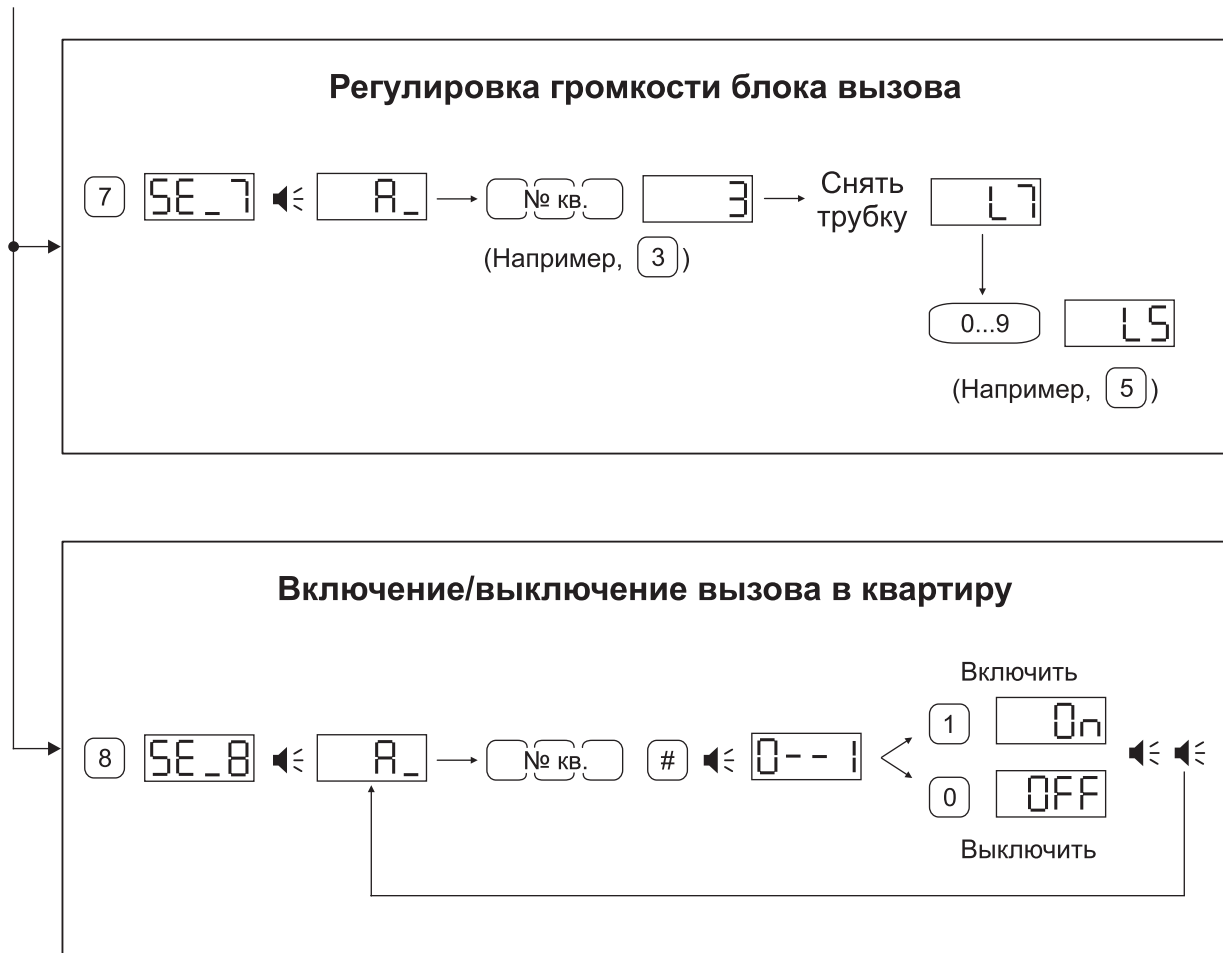 Регулировка громкости блока вызова
7 SE_7 A_ № кв. 3 Снять трубку L7
(Например, 3)
0...9 L5
(Например, 5)
Включение/выключение вызова в квартиру
Включить
8 SE_8 A_ № кв. # 0--1 1 On
0 OFF
Выключить